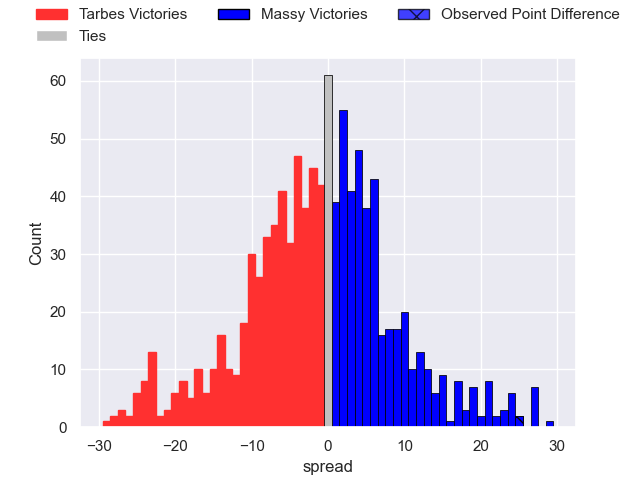 Tarbes Victories
Massy Victories
Observed Point Difference
Ties
60
50
40
30
20
10
0
Count
−30
−20
−10
0
10
20
30
spread